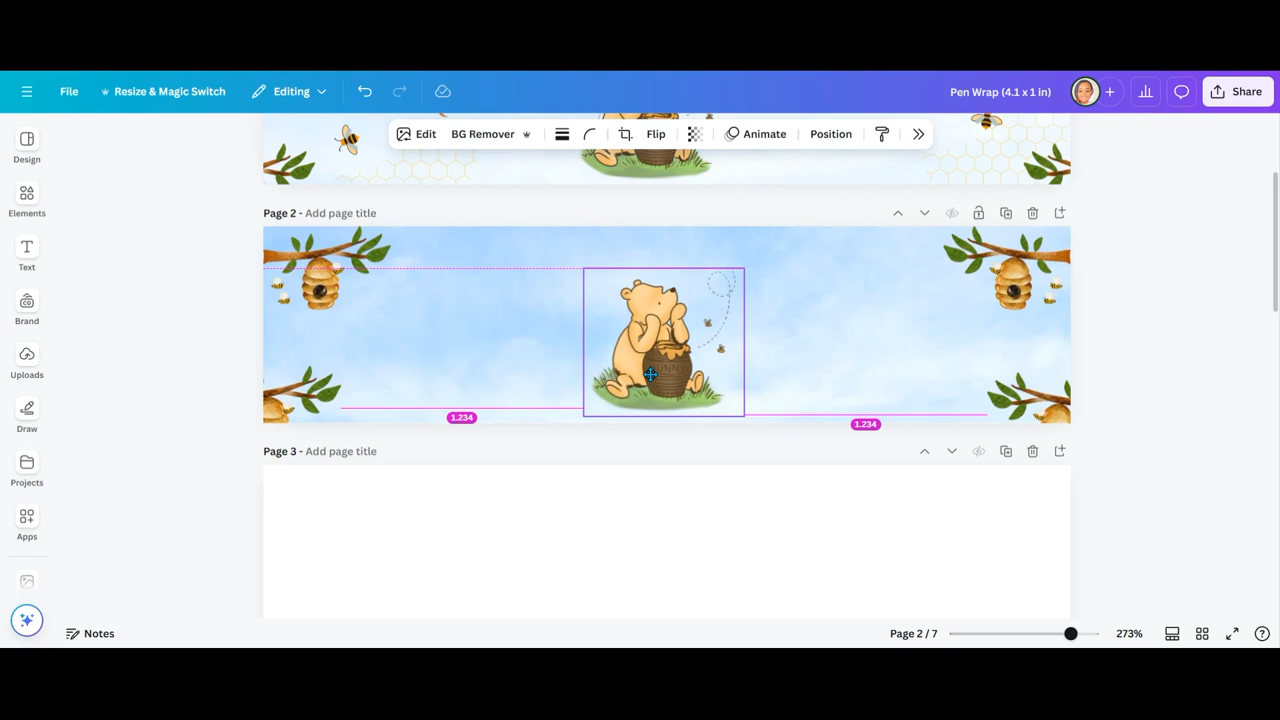 File
Resize & Magic Switch
Editing
Pen Wrap (4.1 x 1 in)
Share
Edit
BG Remover
Flip
Animate
Position
Design
Elements
Text
Brand
Uploads
Draw
Projects
Apps
Page 2 - Add page title
1.234
1.234
Page 3 - Add page title
Notes
Page 2 / 7
273%